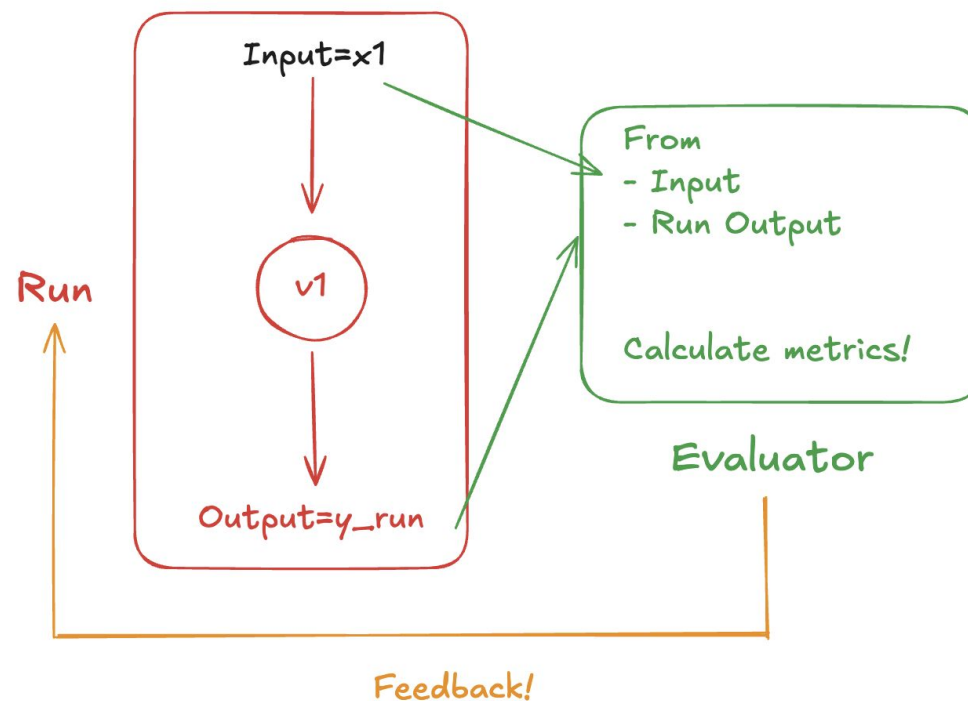 Input=x1
v1
Output=y_run
Run
From
- Input
- Run Output
Calculate metrics!
Evaluator
Feedback!